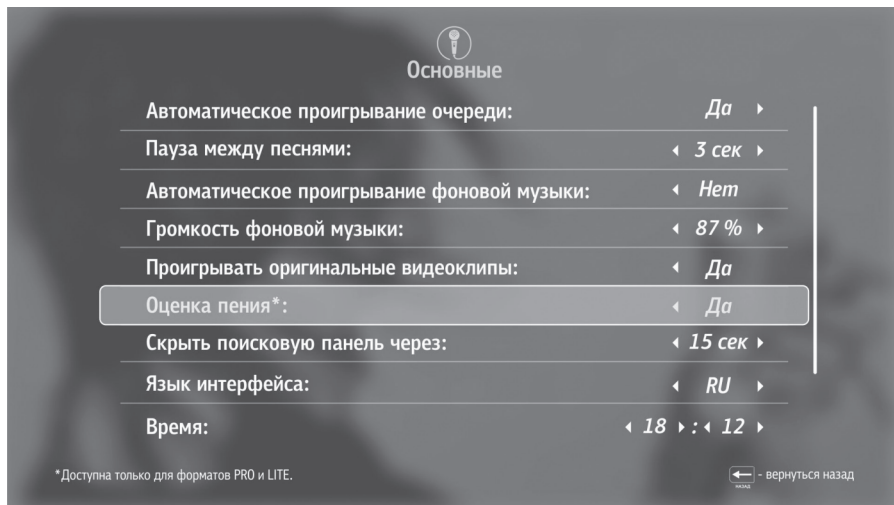 Основные
Автоматическое проигрывание очереди: Да
Пауза между песнями: 3 сек
Автоматическое проигрывание фоновой музыки: Нет
Громкость фоновой музыки: 87 %
Проигрывать оригинальные видеоклипы: Да
Оценка пения*: Да
Скрыть поисковую панель через: 15 сек
Язык интерфейса: RU
Время: 18 : 12
*Доступна только для форматов PRO и LITE.
назад - вернуться назад